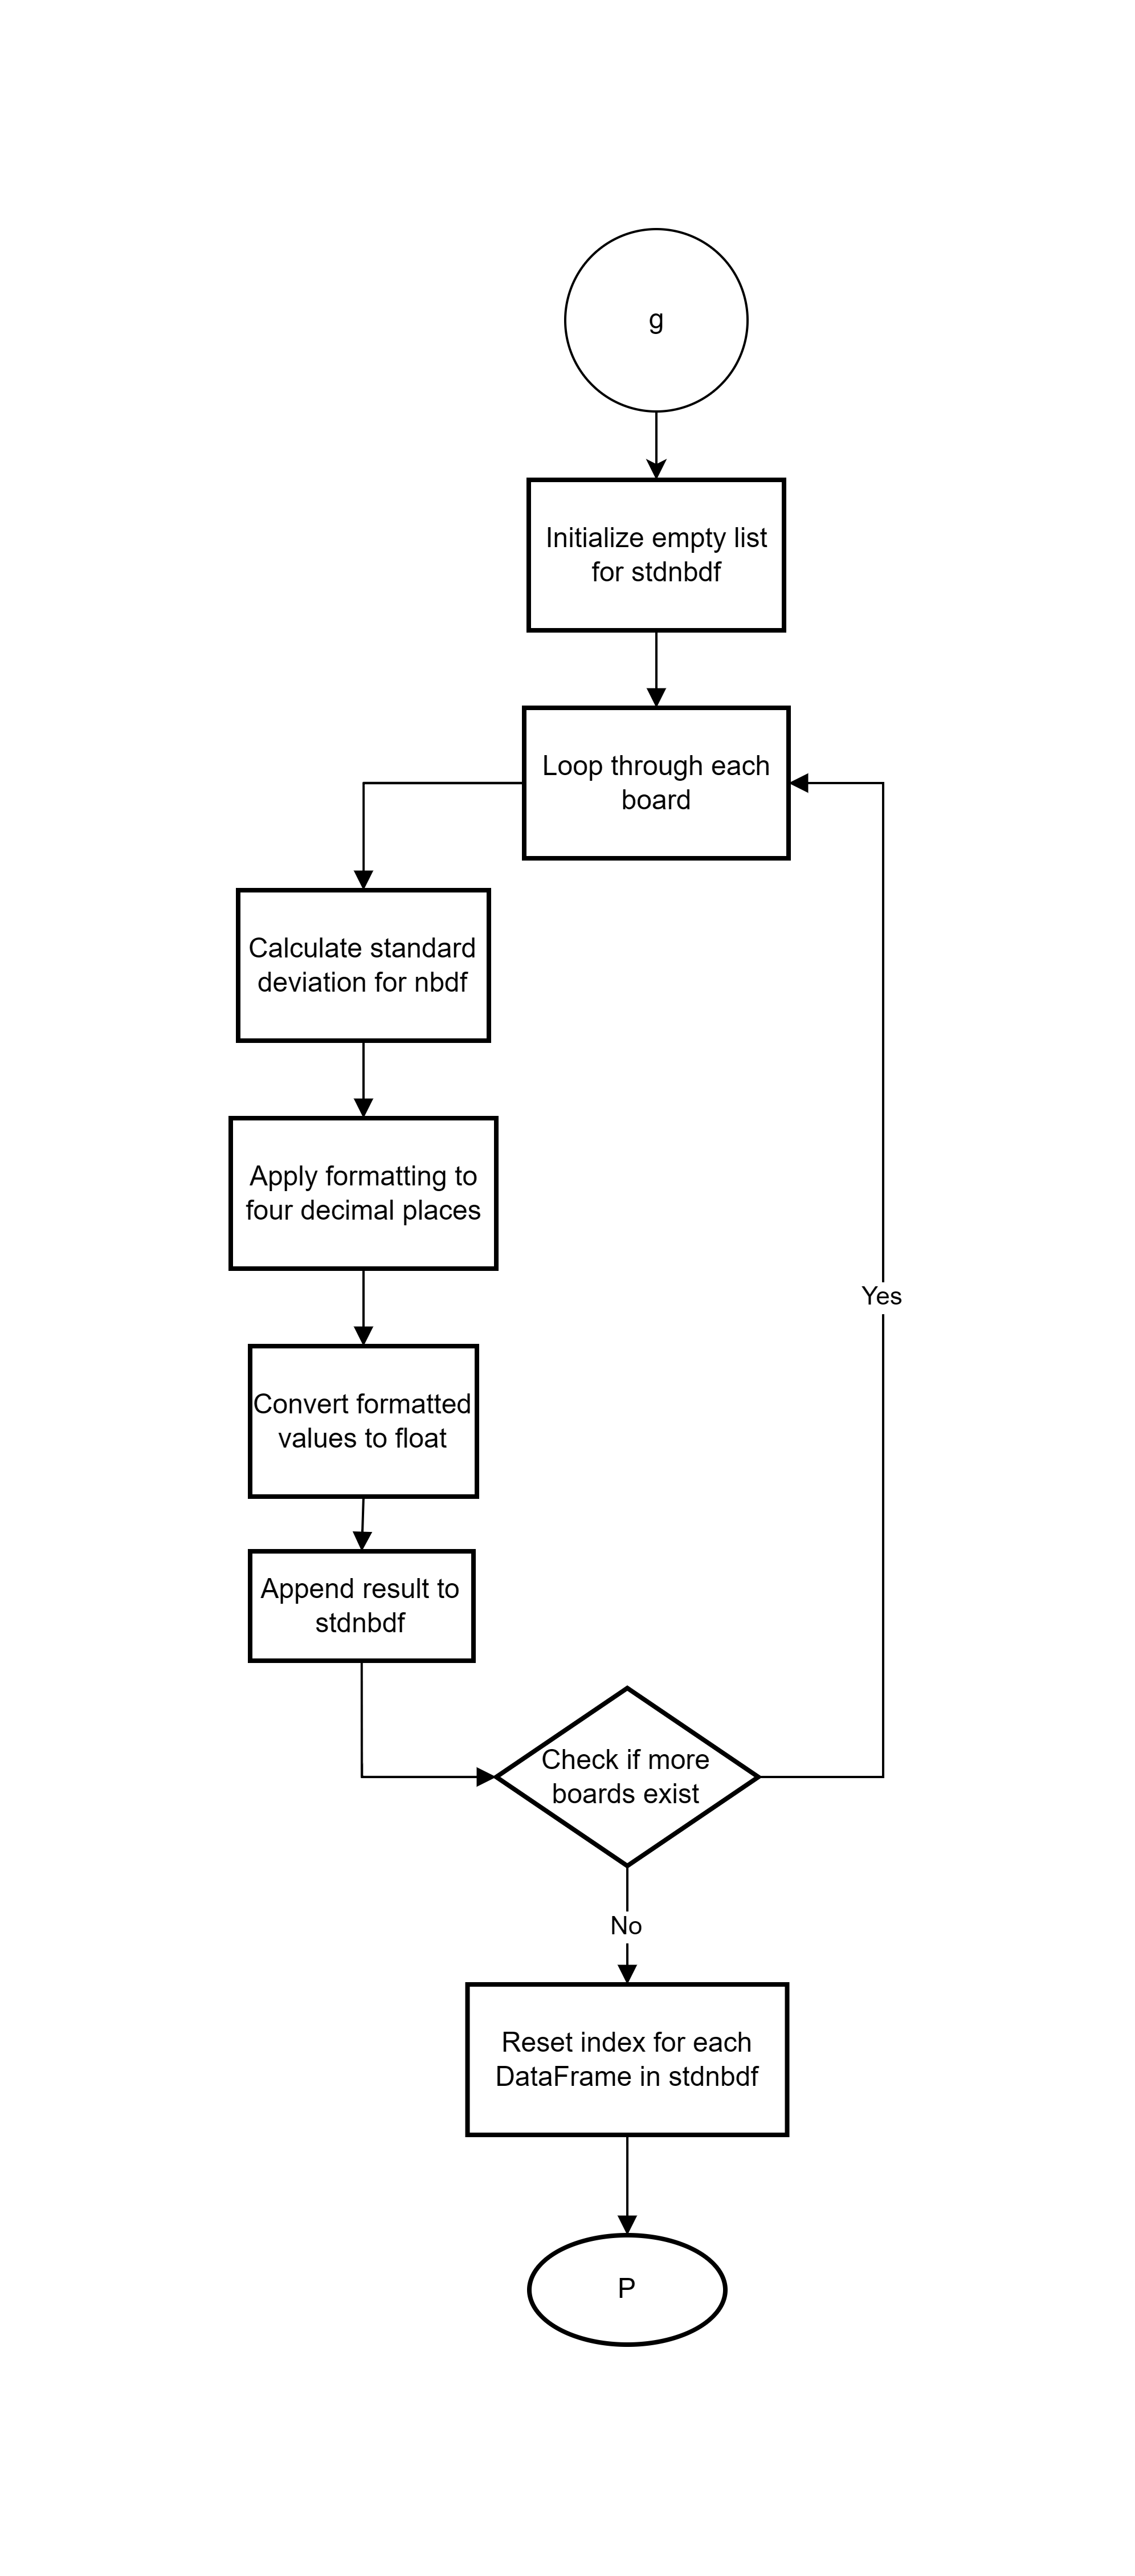 g
Initialize empty list
for stdnbdf
Loop through each
board
Calculate standard
deviation for nbdf
Apply formatting to
four decimal places
Convert formatted
values to float
Append result to
stdnbdf
Check if more
boards exist
Yes
No
Reset index for each
DataFrame in stdnbdf
P